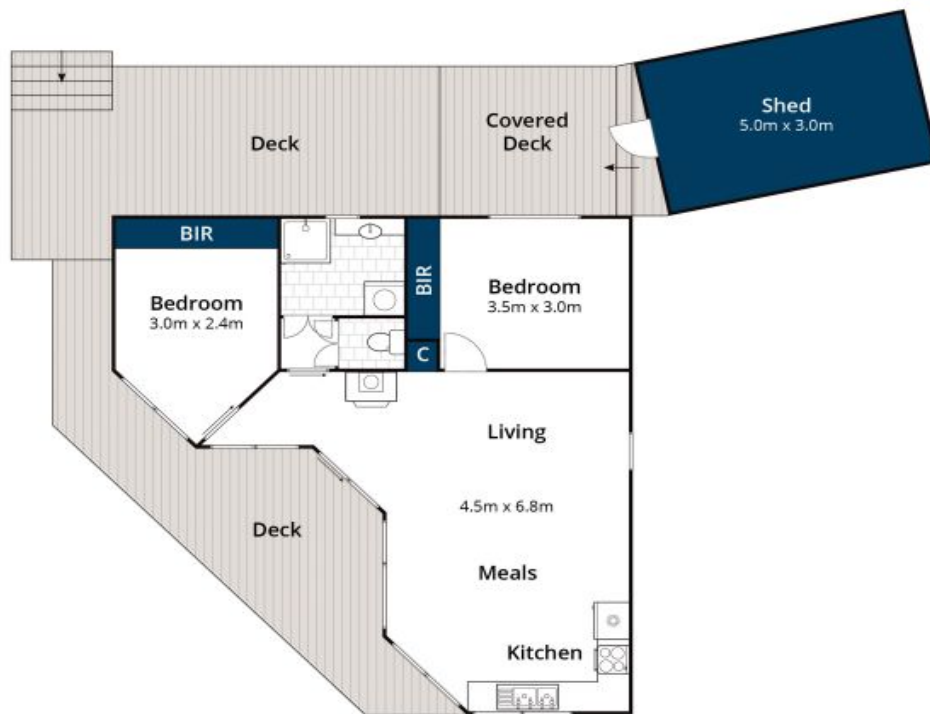 Shed
5.0m x 3.0m
Covered
Deck
Deck
BIR
BIR
Bedroom
3.5m x 3.0m
Bedroom
3.0m x 2.4m
C
Living
4.5m x 6.8m
Deck
Meals
Kitchen